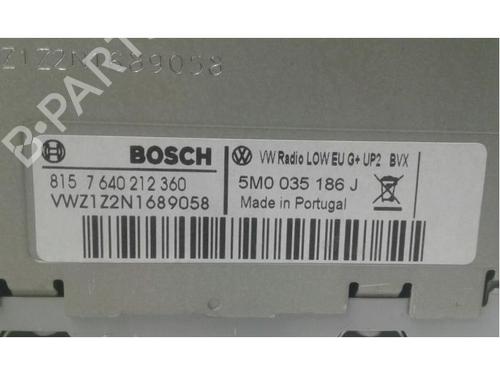 Z1Z2N1689058
B-PARTS
BOSCH
VW Radio LOW EU G+ UP2 BVX
815 7 640 212 360
5M0 035 186 J
VWZ1Z2N1689058
Made in Portugal